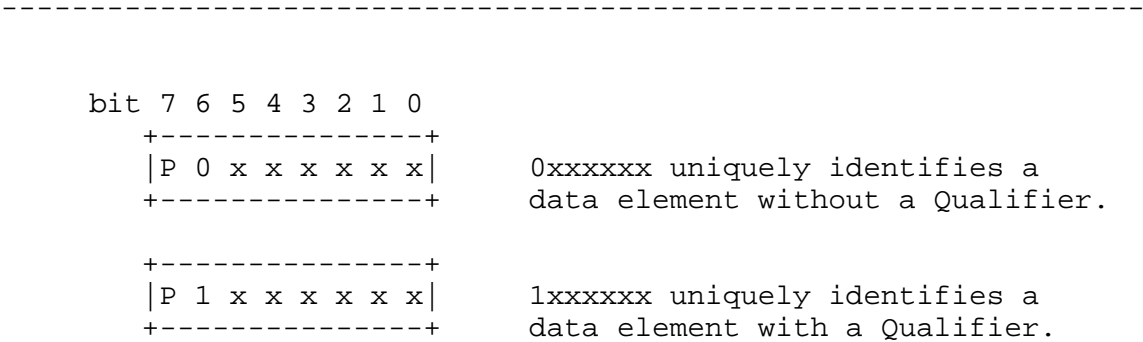 ----------------------------------------------------------------
bit 7 6 5 4 3 2 1 0
+---------------+
|P 0 x x x x x x| 0xxxxxx uniquely identifies a
+---------------+ data element without a Qualifier.
+---------------+
|P 1 x x x x x x| 1xxxxxx uniquely identifies a
+---------------+ data element with a Qualifier.